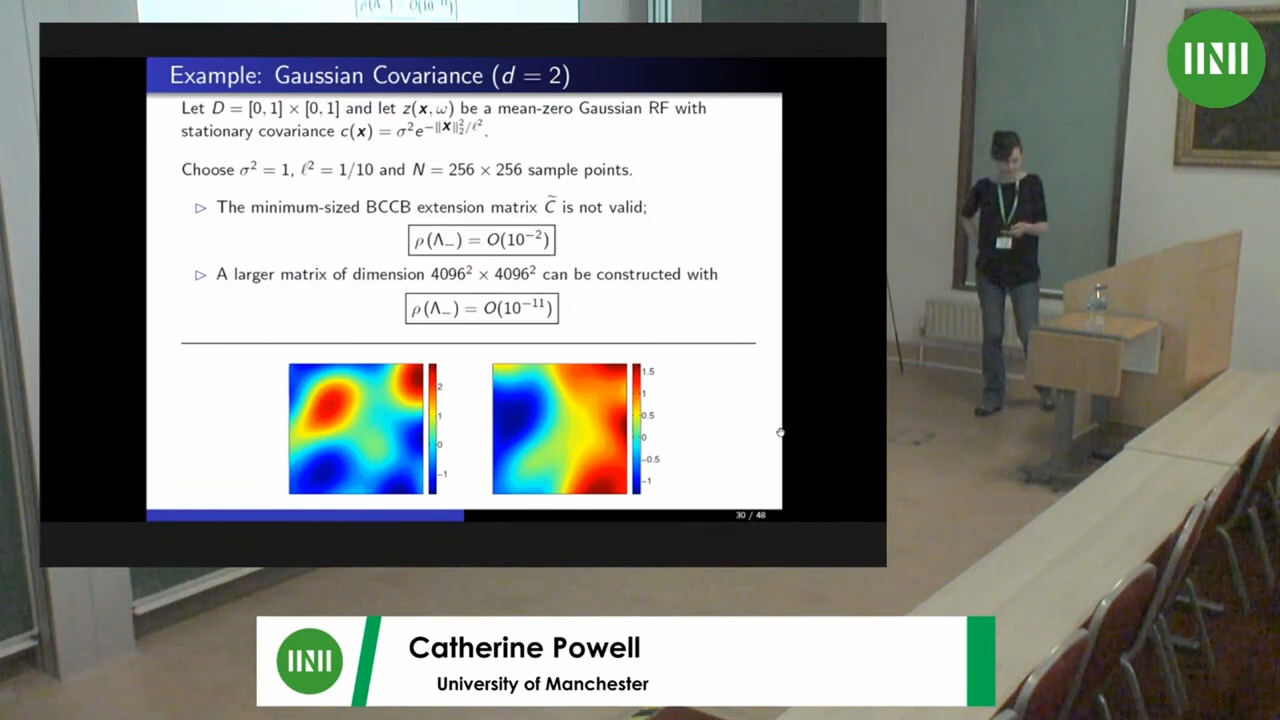 ρ(Λ_) = O(10⁻¹¹)
Example: Gaussian Covariance (d = 2)
Let D = [0, 1] × [0, 1] and let z(x, ω) be a mean-zero Gaussian RF with
stationary covariance c(x) = σ²e^{−‖x‖₂²/ℓ²}.
Choose σ² = 1, ℓ² = 1/10 and N = 256 × 256 sample points.
▷ The minimum-sized BCCB extension matrix C̃ is not valid;
ρ(Λ₋) = O(10⁻²)
▷ A larger matrix of dimension 4096² × 4096² can be constructed with
ρ(Λ₋) = O(10⁻¹¹)
2
1
0
−1
1.5
1
0.5
0
−0.5
−1
30 / 48
Catherine Powell
University of Manchester